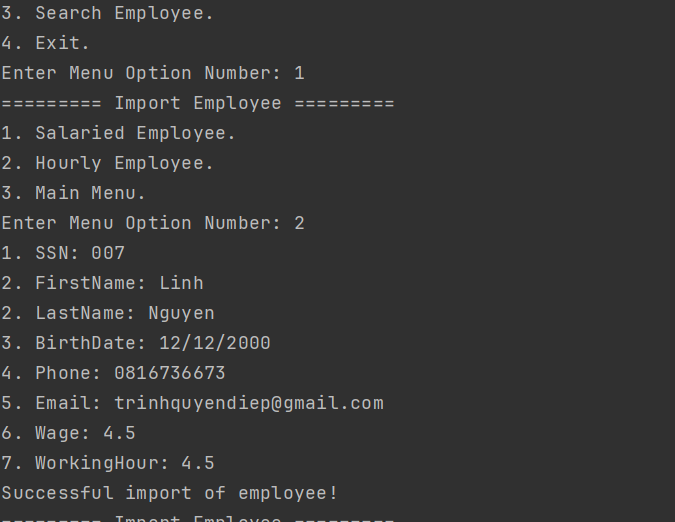 3. Search Employee.
4. Exit.
Enter Menu Option Number: 1
========= Import Employee =========
1. Salaried Employee.
2. Hourly Employee.
3. Main Menu.
Enter Menu Option Number: 2
1. SSN: 007
2. FirstName: Linh
2. LastName: Nguyen
3. BirthDate: 12/12/2000
4. Phone: 0816736673
5. Email: trinhquyendiep@gmail.com
6. Wage: 4.5
7. WorkingHour: 4.5
Successful import of employee!
========= Import Employee =========